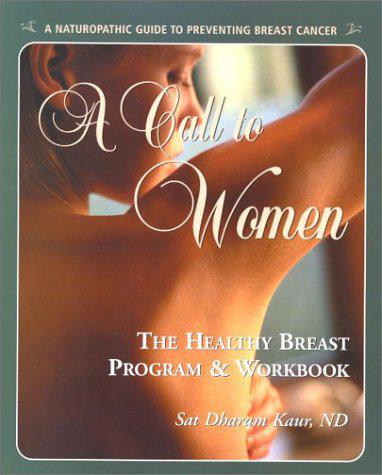 A NATUROPATHIC GUIDE TO PREVENTING BREAST CANCER
A Call to
Women
THE HEALTHY BREAST
PROGRAM & WORKBOOK
Sat Dharam Kaur, ND